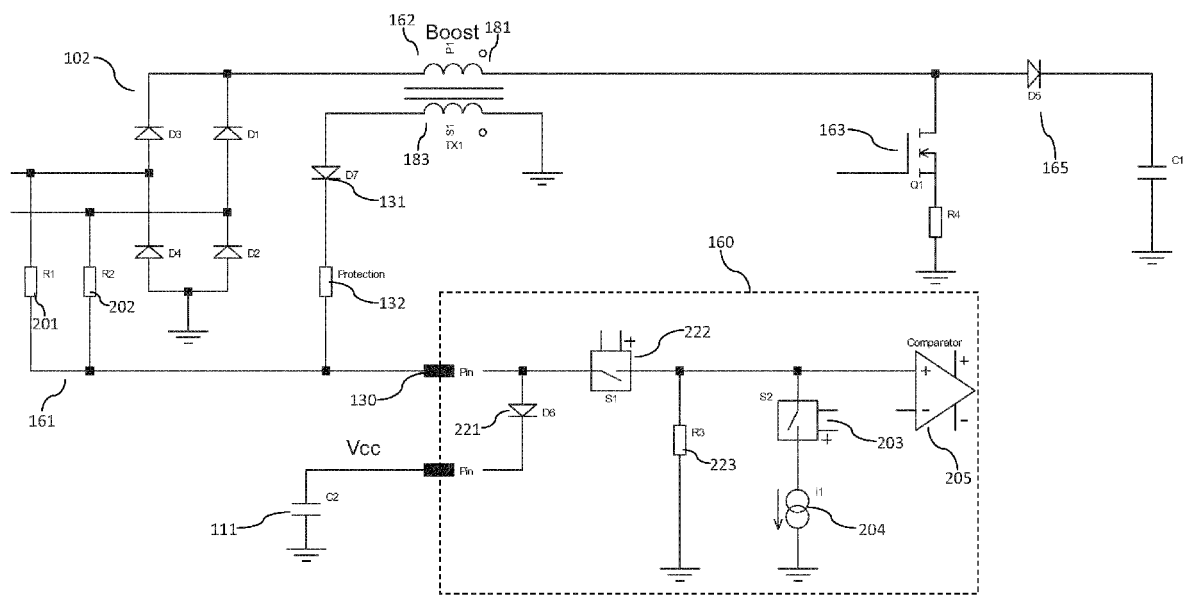 162
Boost
181
102
P1
D3
D1
D5
S1
TX1
183
163
165
C1
Q1
D7
131
D4
D2
R4
160
R1
R2
Protection
201
202
132
222
Comparator
+
+
161
130
Pin
S1
S2
+
-
-
221
D6
203
+
Vcc
R3
223
205
Pin
C2
i1
111
204